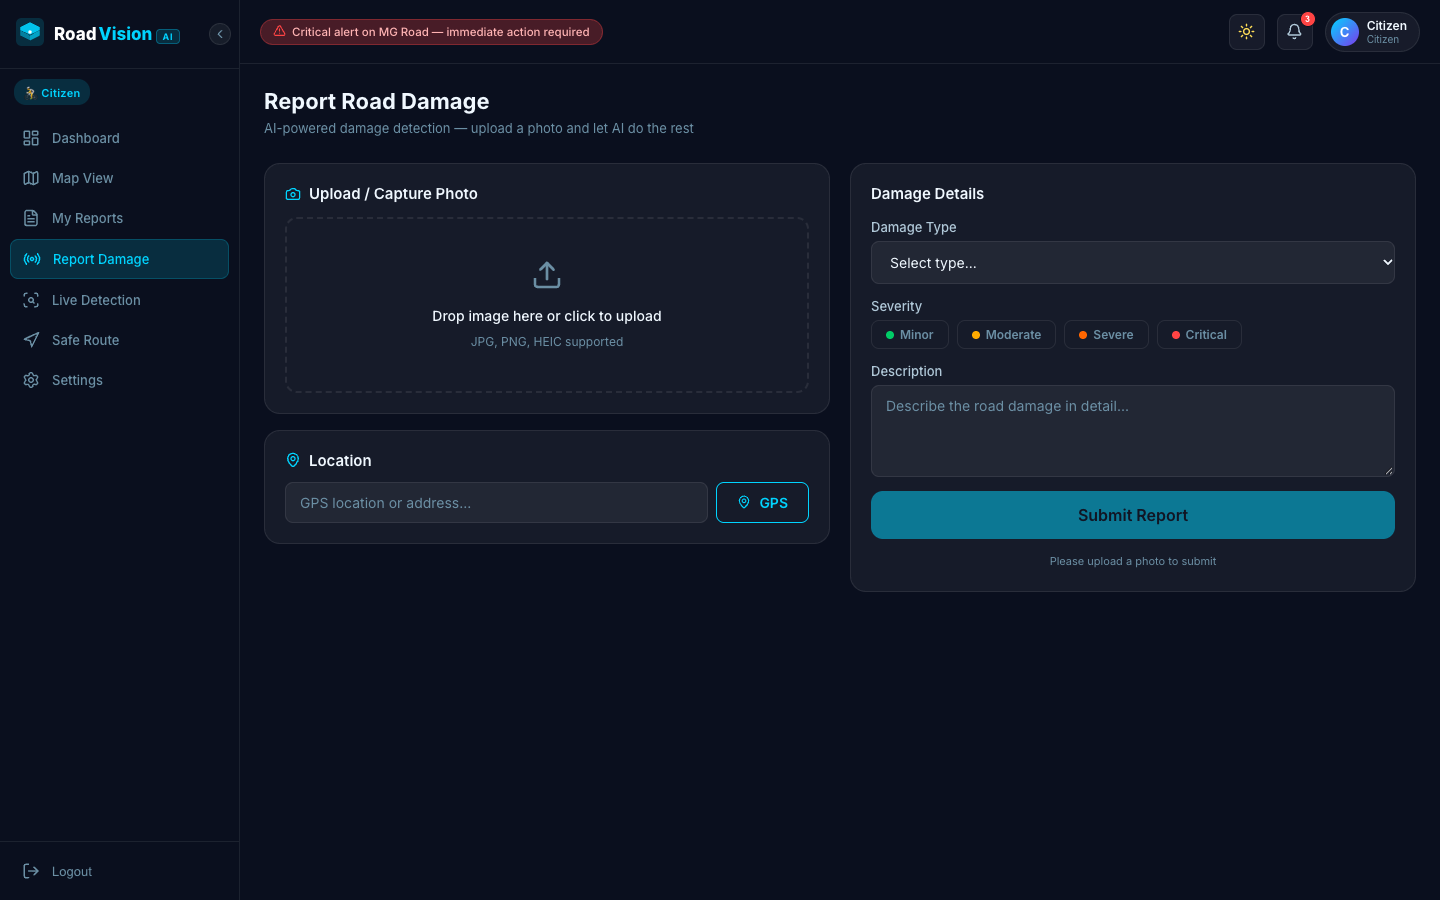 RoadVision AI
Critical alert on MG Road — immediate action required
3
C
Citizen
Citizen
Citizen
Dashboard
Map View
My Reports
Report Damage
Live Detection
Safe Route
Settings
Logout
Report Road Damage
AI-powered damage detection — upload a photo and let AI do the rest
Upload / Capture Photo
Drop image here or click to upload
JPG, PNG, HEIC supported
Location
GPS location or address...
GPS
Damage Details
Damage Type
Select type...
Severity
Minor
Moderate
Severe
Critical
Description
Describe the road damage in detail...
Submit Report
Please upload a photo to submit